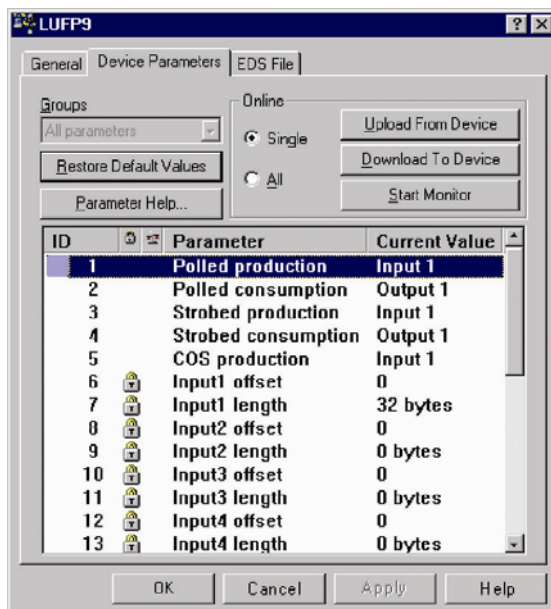 LUFP9
General Device Parameters EDS File
Groups
All parameters
Restore Default Values
Parameter Help...
Online
Single
All
Upload From Device
Download To Device
Start Monitor
ID Parameter Current Value
1 Polled production Input 1
2 Polled consumption Output 1
3 Strobed production Input 1
4 Strobed consumption Output 1
5 COS production Input 1
6 Input1 offset 0
7 Input1 length 32 bytes
8 Input2 offset 0
9 Input2 length 0 bytes
10 Input3 offset 0
11 Input3 length 0 bytes
12 Input4 offset 0
13 Input4 length 0 bytes
OK Cancel Apply Help